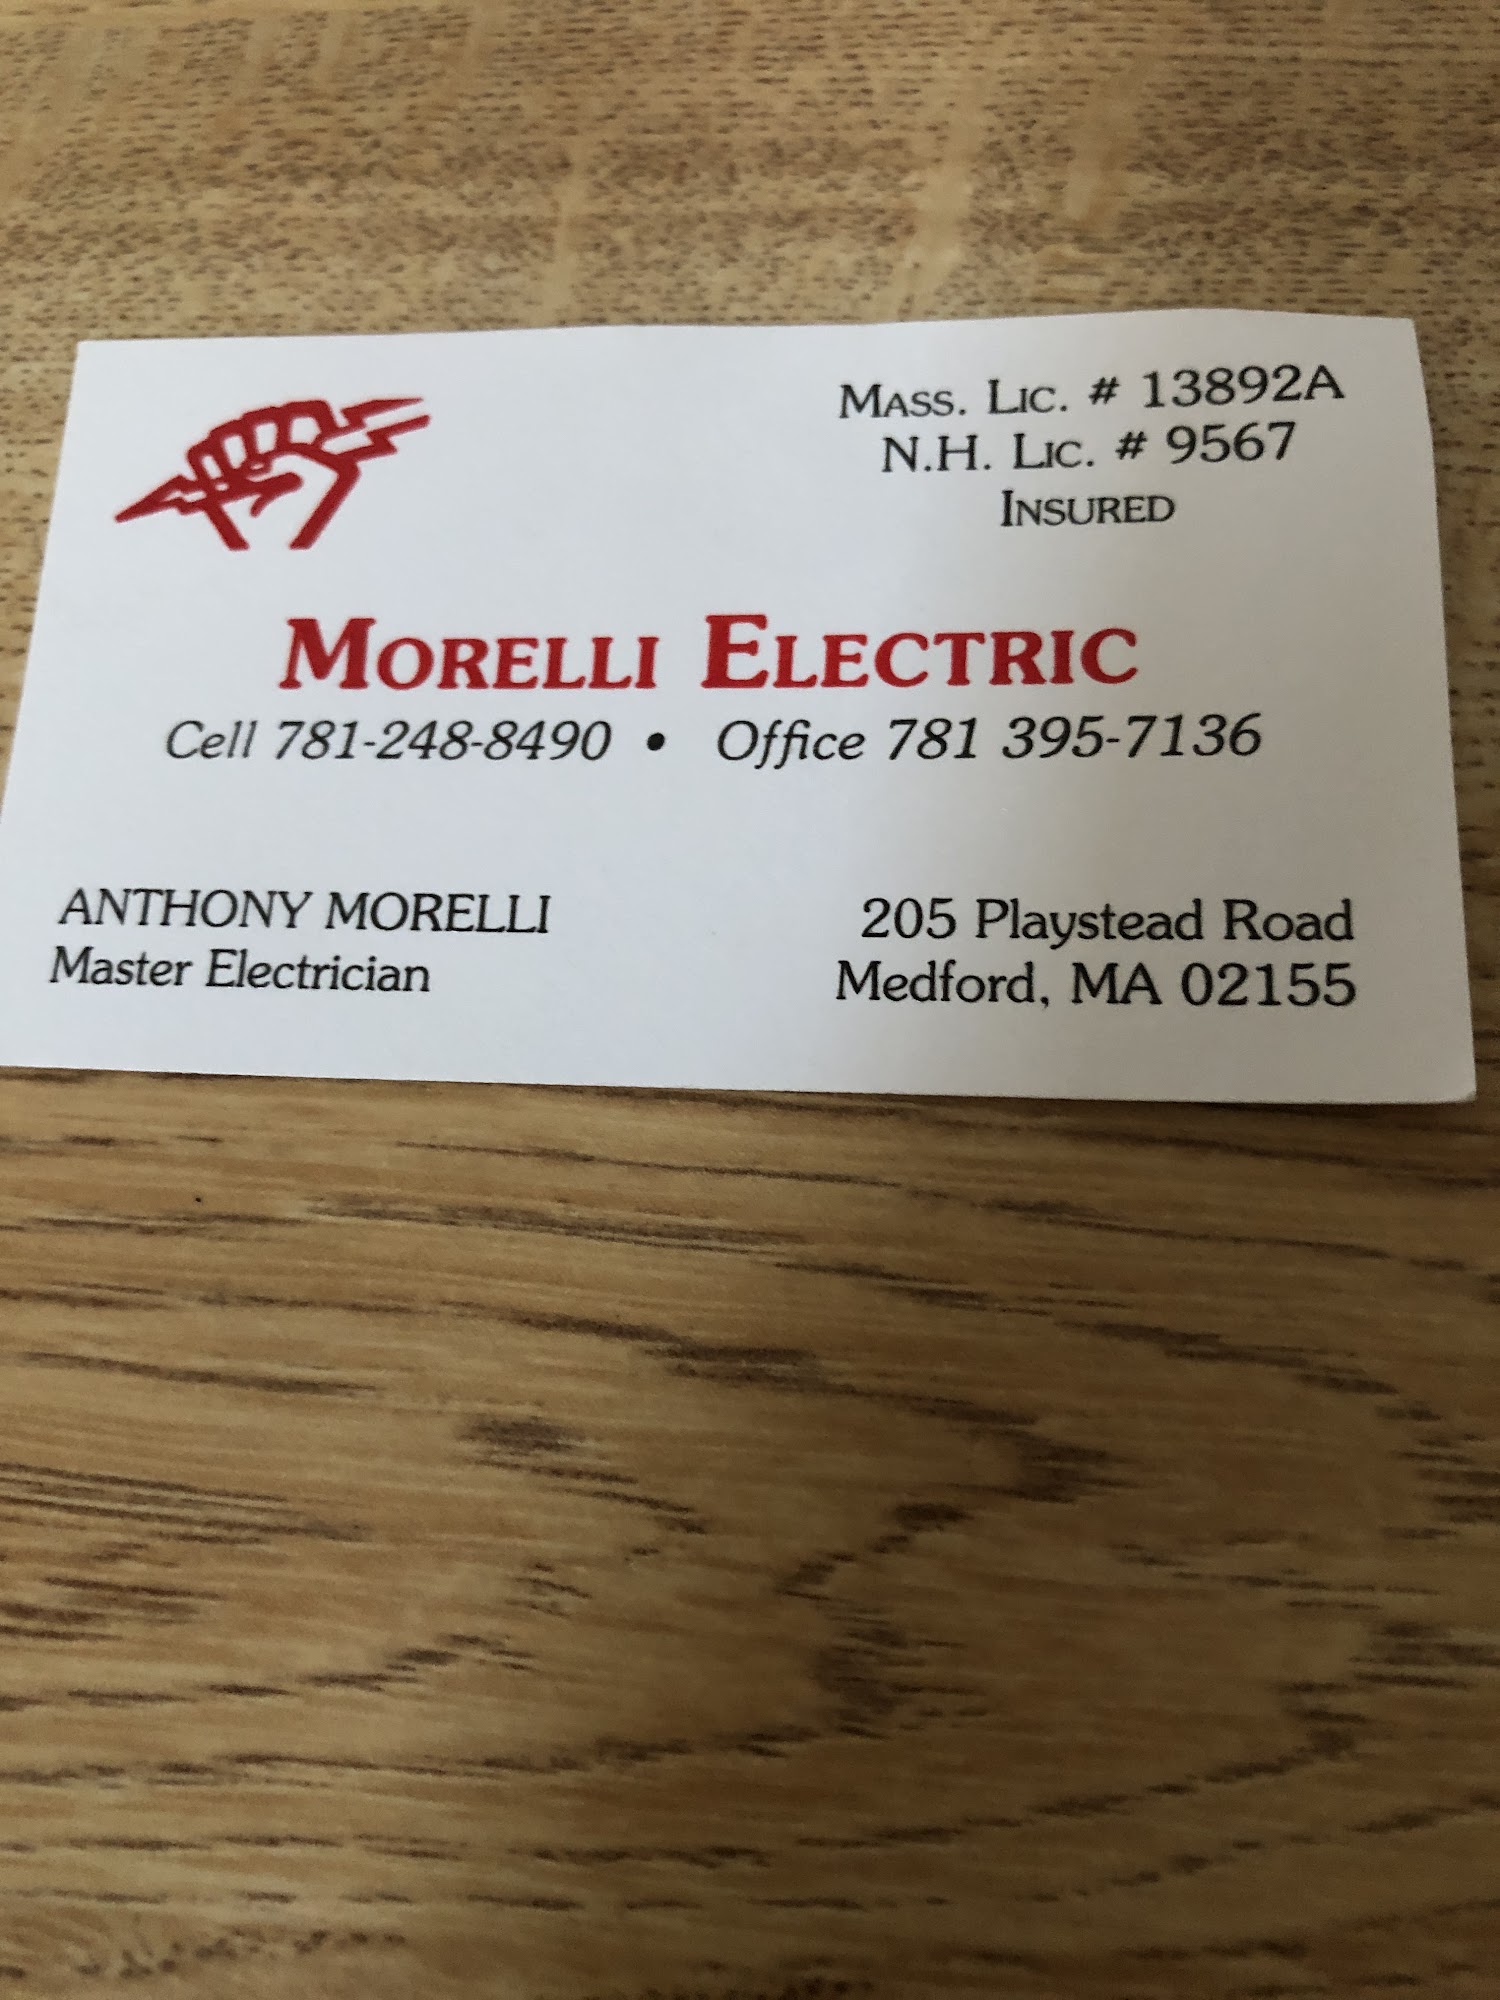 Mass. Lic. # 13892A
N.H. Lic. # 9567
Insured
Morelli Electric
Cell 781-248-8490 • Office 781 395-7136
ANTHONY MORELLI
Master Electrician
205 Playstead Road
Medford, MA 02155